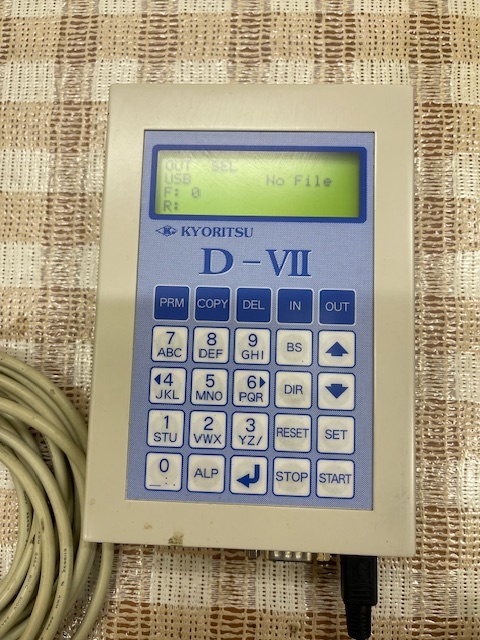 OUT SEL
USB No File
F: 0
R:
KYORITSU
D-VII
PRM COPY DEL IN OUT
7 8 9 BS
ABC DEF GHI
4 5 6 DIR
JKL MNO PQR
1 2 3 RESET SET
STU VWX YZ/
0 ALP STOP START
_ . .